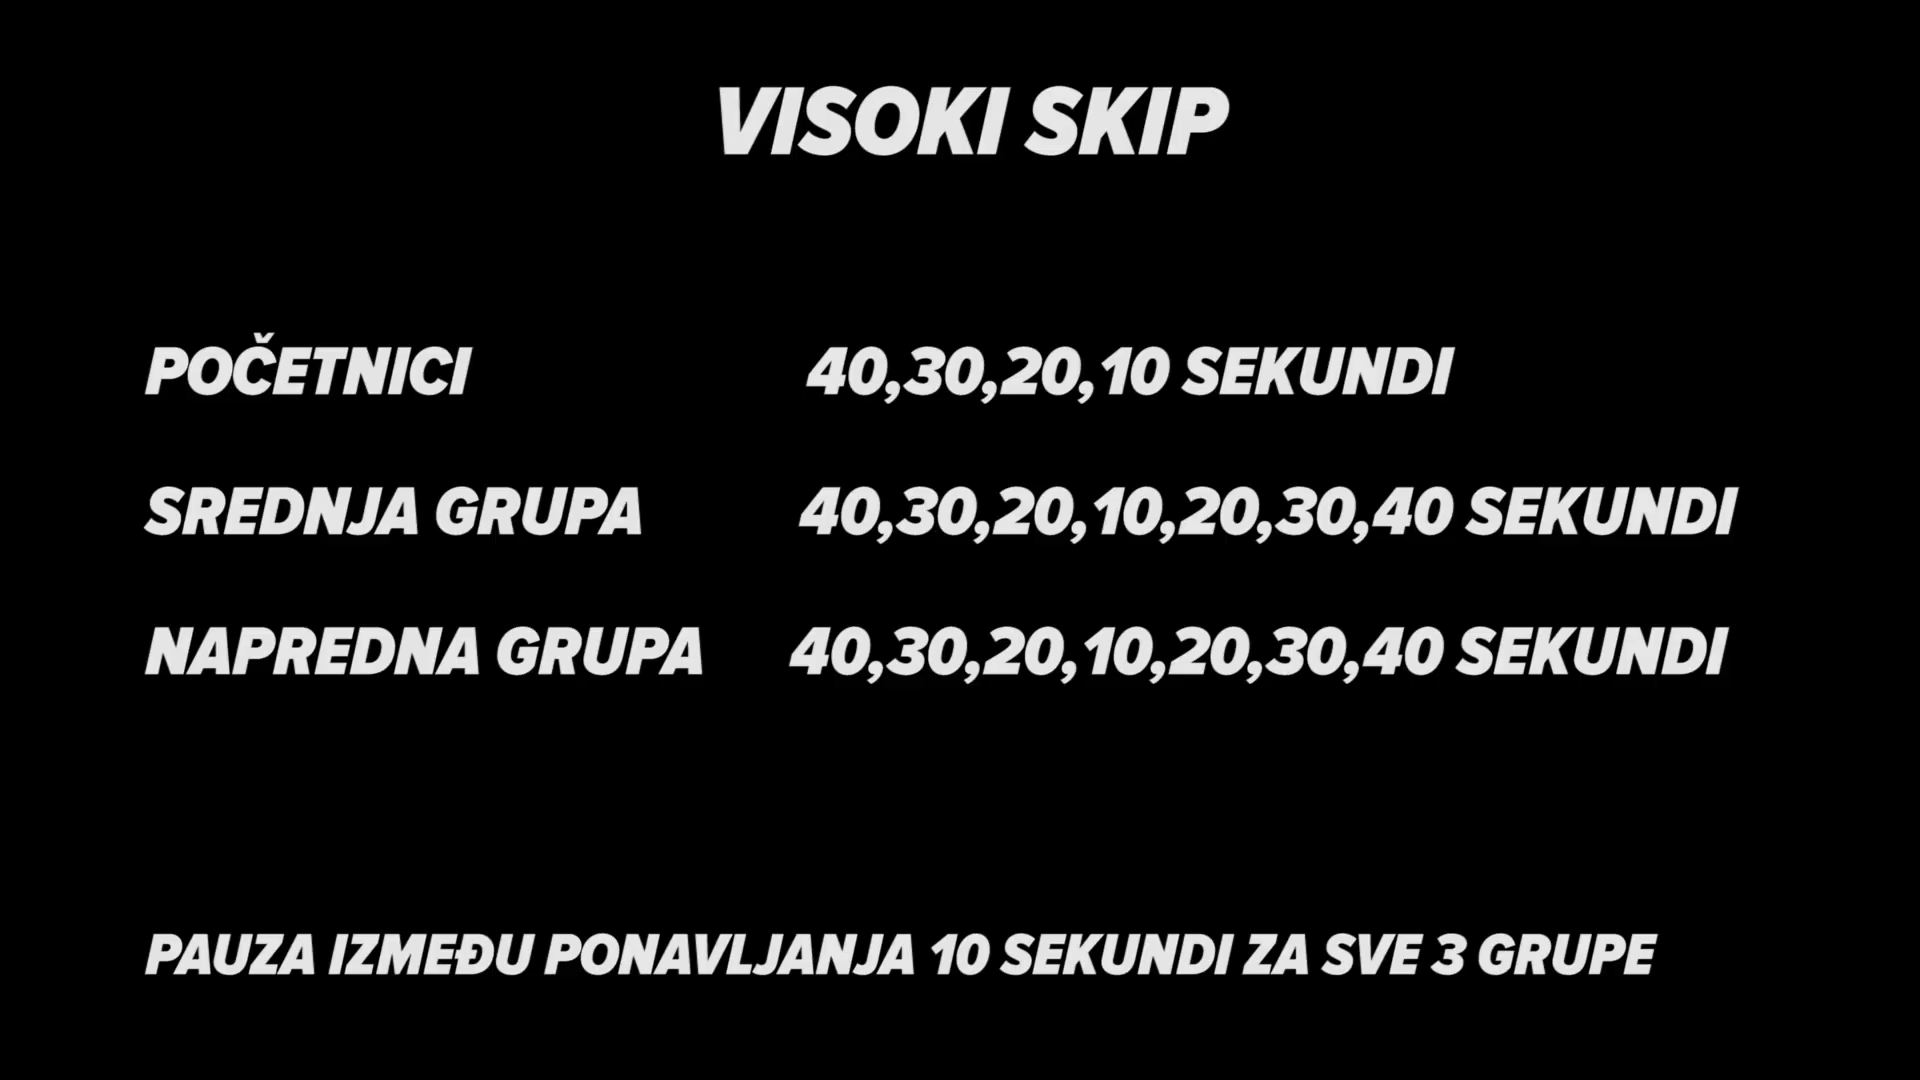 VISOKI SKIP
POČETNICI 40,30,20,10 SEKUNDI
SREDNJA GRUPA 40,30,20,10,20,30,40 SEKUNDI
NAPREDNA GRUPA 40,30,20,10,20,30,40 SEKUNDI
PAUZA IZMEĐU PONAVLJANJA 10 SEKUNDI ZA SVE 3 GRUPE